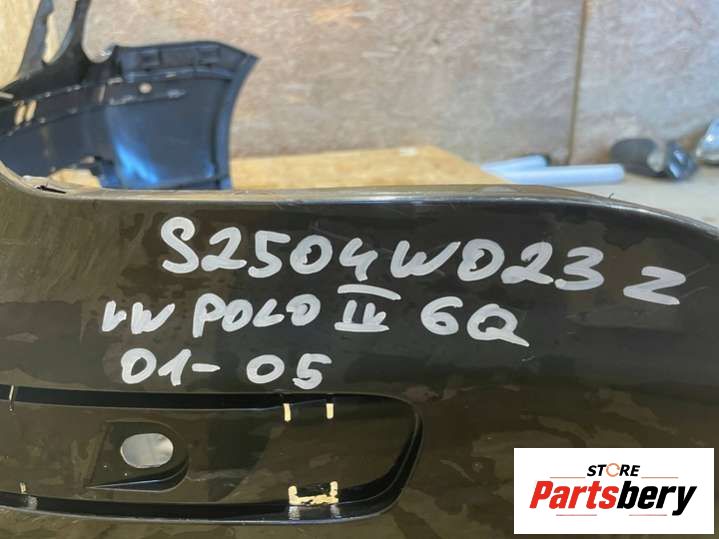 S2504W023 Z
VW POLO IV 6Q
01-05
STORE
Partsbery